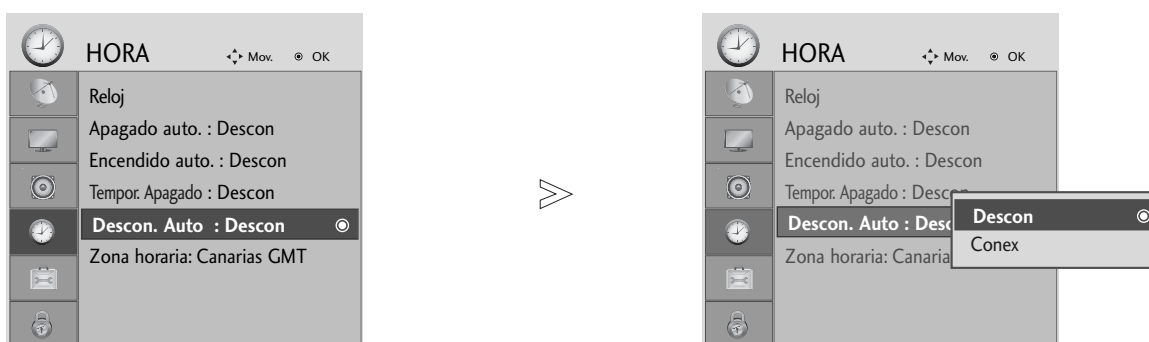 HORA Mov. OK
Reloj
Apagado auto. : Descon
Encendido auto. : Descon
Tempor. Apagado : Descon
Descon. Auto : Descon
Zona horaria: Canarias GMT
HORA Mov. OK
Reloj
Apagado auto. : Descon
Encendido auto. : Descon
Tempor. Apagado : Desc
Descon. Auto : Desc
Zona horaria: Canaria
Descon
Conex